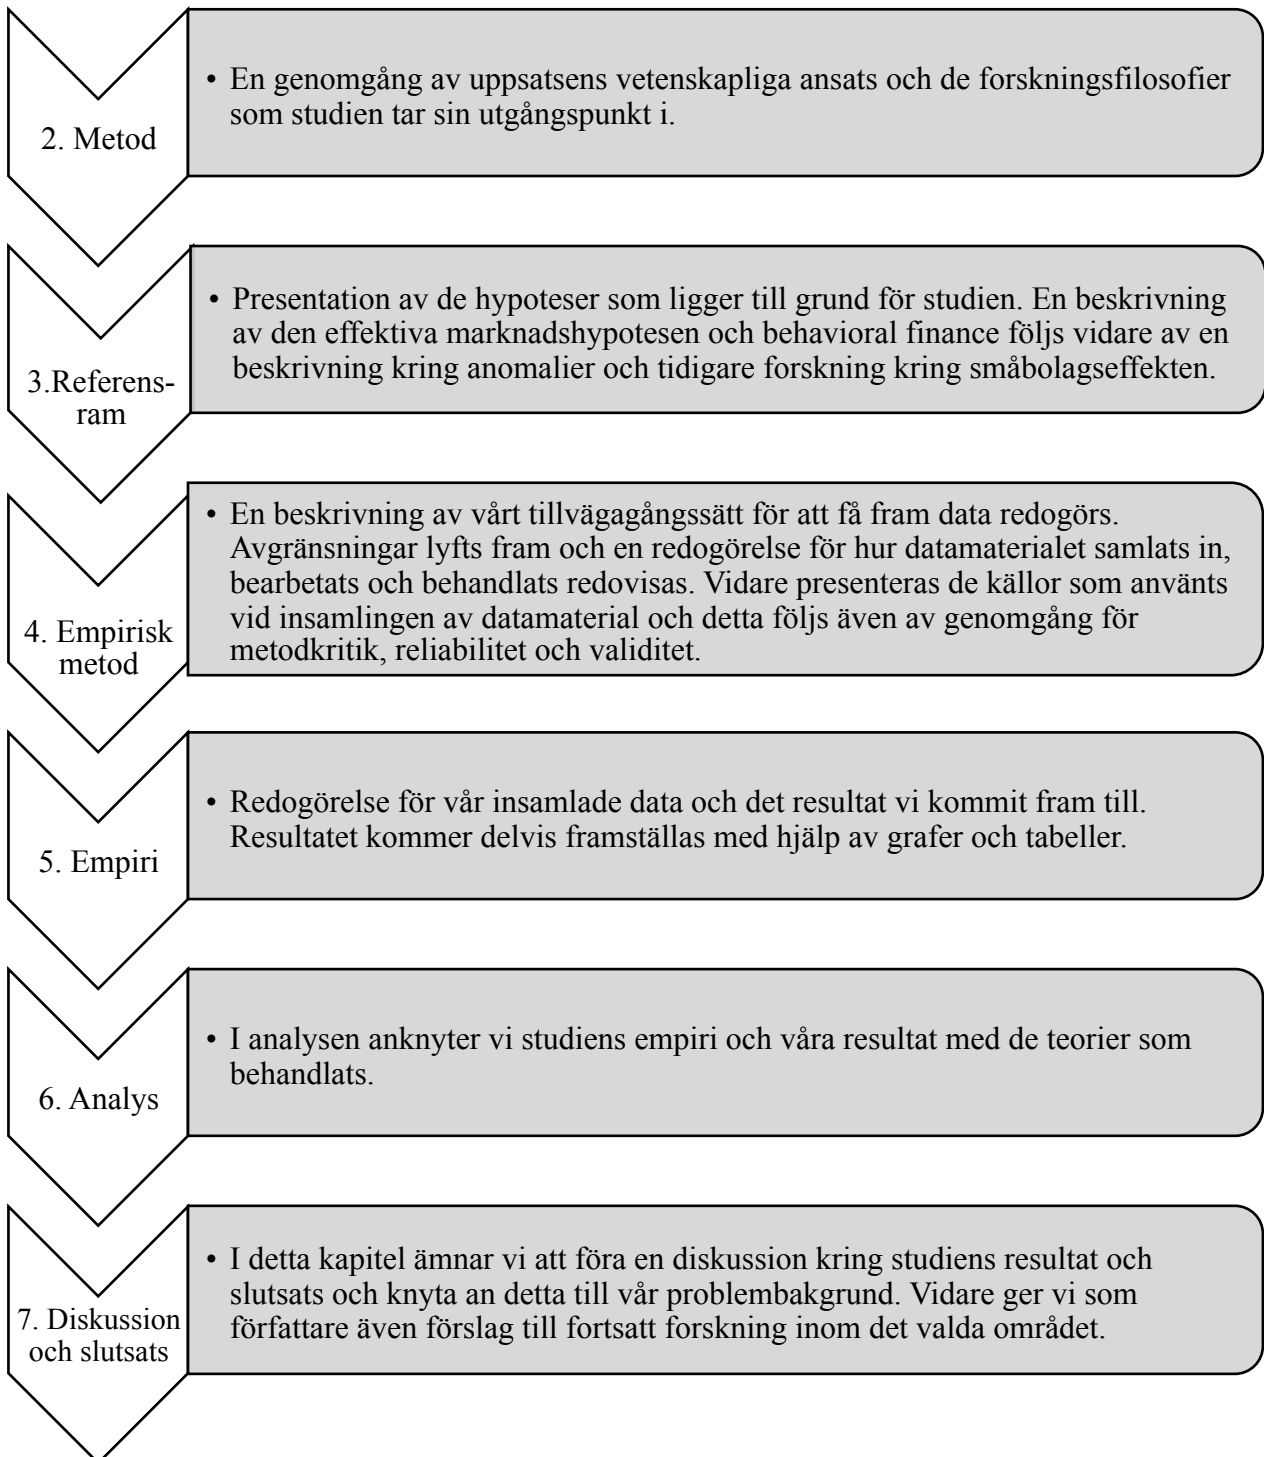 2. Metod
• En genomgång av uppsatsens vetenskapliga ansats och de forskningsfilosofier
som studien tar sin utgångspunkt i.
3.Referens-
ram
• Presentation av de hypoteser som ligger till grund för studien. En beskrivning
av den effektiva marknadshypotesen och behavioral finance följs vidare av en
beskrivning kring anomalier och tidigare forskning kring småbolagseffekten.
4. Empirisk
metod
• En beskrivning av vårt tillvägagångssätt för att få fram data redogörs.
Avgränsningar lyfts fram och en redogörelse för hur datamaterialet samlats in,
bearbetats och behandlats redovisas. Vidare presenteras de källor som använts
vid insamlingen av datamaterial och detta följs även av genomgång för
metodkritik, reliabilitet och validitet.
5. Empiri
• Redogörelse för vår insamlade data och det resultat vi kommit fram till.
Resultatet kommer delvis framställas med hjälp av grafer och tabeller.
6. Analys
• I analysen anknyter vi studiens empiri och våra resultat med de teorier som
behandlats.
7. Diskussion
och slutsats
• I detta kapitel ämnar vi att föra en diskussion kring studiens resultat och
slutsats och knyta an detta till vår problembakgrund. Vidare ger vi som
författare även förslag till fortsatt forskning inom det valda området.